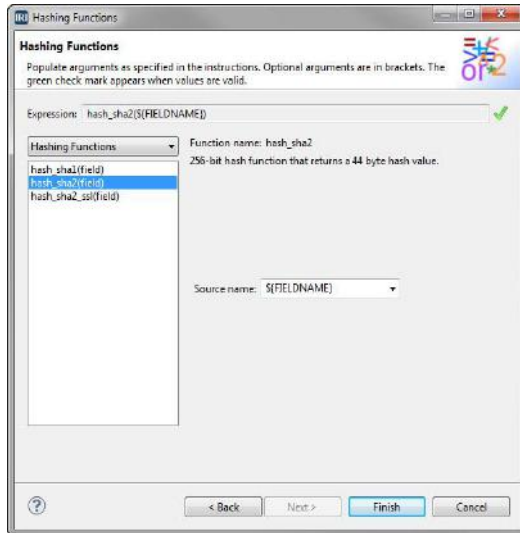 IRI Hashing Functions
Hashing Functions
Populate arguments as specified in the instructions. Optional arguments are in brackets. The
green check mark appears when values are valid.
Expression: hash_sha2(${FIELDNAME})
Hashing Functions
Function name: hash_sha2
256-bit hash function that returns a 44 byte hash value.
hash_sha1(field)
hash_sha2(field)
hash_sha2_ssl(field)
Source name: ${FIELDNAME}
?
< Back
Next >
Finish
Cancel